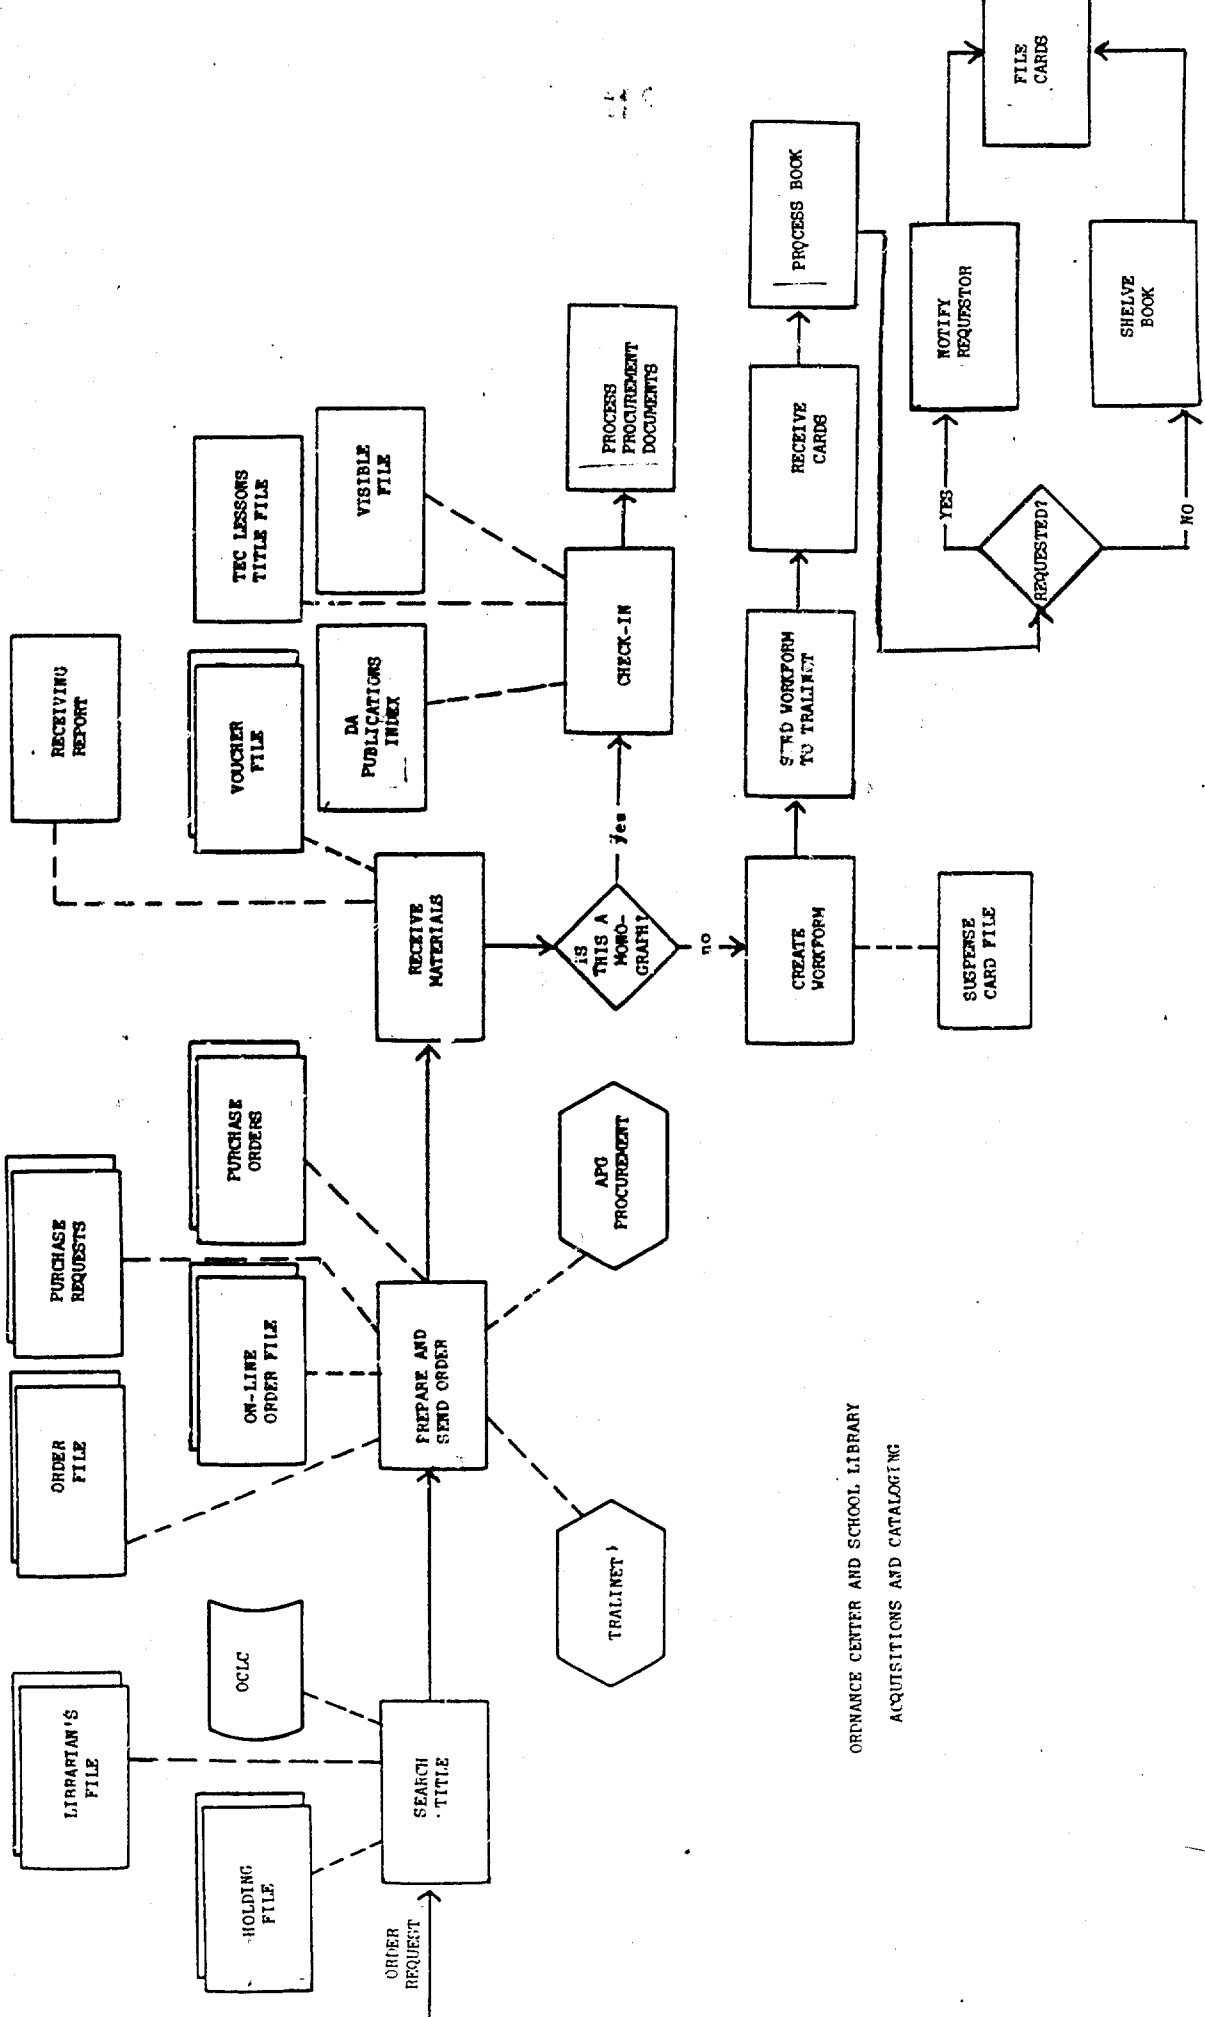 ORDER
REQUEST
HOLDING
FILE
LIBRARIAN'S
FILE
OCLC
SEARCH
TITLE
ORDER
FILE
PURCHASE
REQUESTS
ON-LINE
ORDER FILE
PURCHASE
ORDERS
PREPARE AND
SEND ORDER
TRALINET
APG
PROCUREMENT
RECEIVING
REPORT
VOUCHER
FILE
RECEIVE
MATERIALS
IS
THIS A
MONO-
GRAPH?
yes
no
DA
PUBLICATIONS
INDEX
TEC LESSONS
TITLE FILE
VISIBLE
FILE
CHECK-IN
PROCESS
PROCUREMENT
DOCUMENTS
CREATE
WORKFORM
SUSPENSE
CARD FILE
SEND WORKFORM
TO TRALINET
RECEIVE
CARDS
PROCESS BOOK
REQUESTED?
YES
NO
NOTIFY
REQUESTOR
SHELVE
BOOK
FILE
CARDS
ORDNANCE CENTER AND SCHOOL LIBRARY
ACQUISITIONS AND CATALOGING